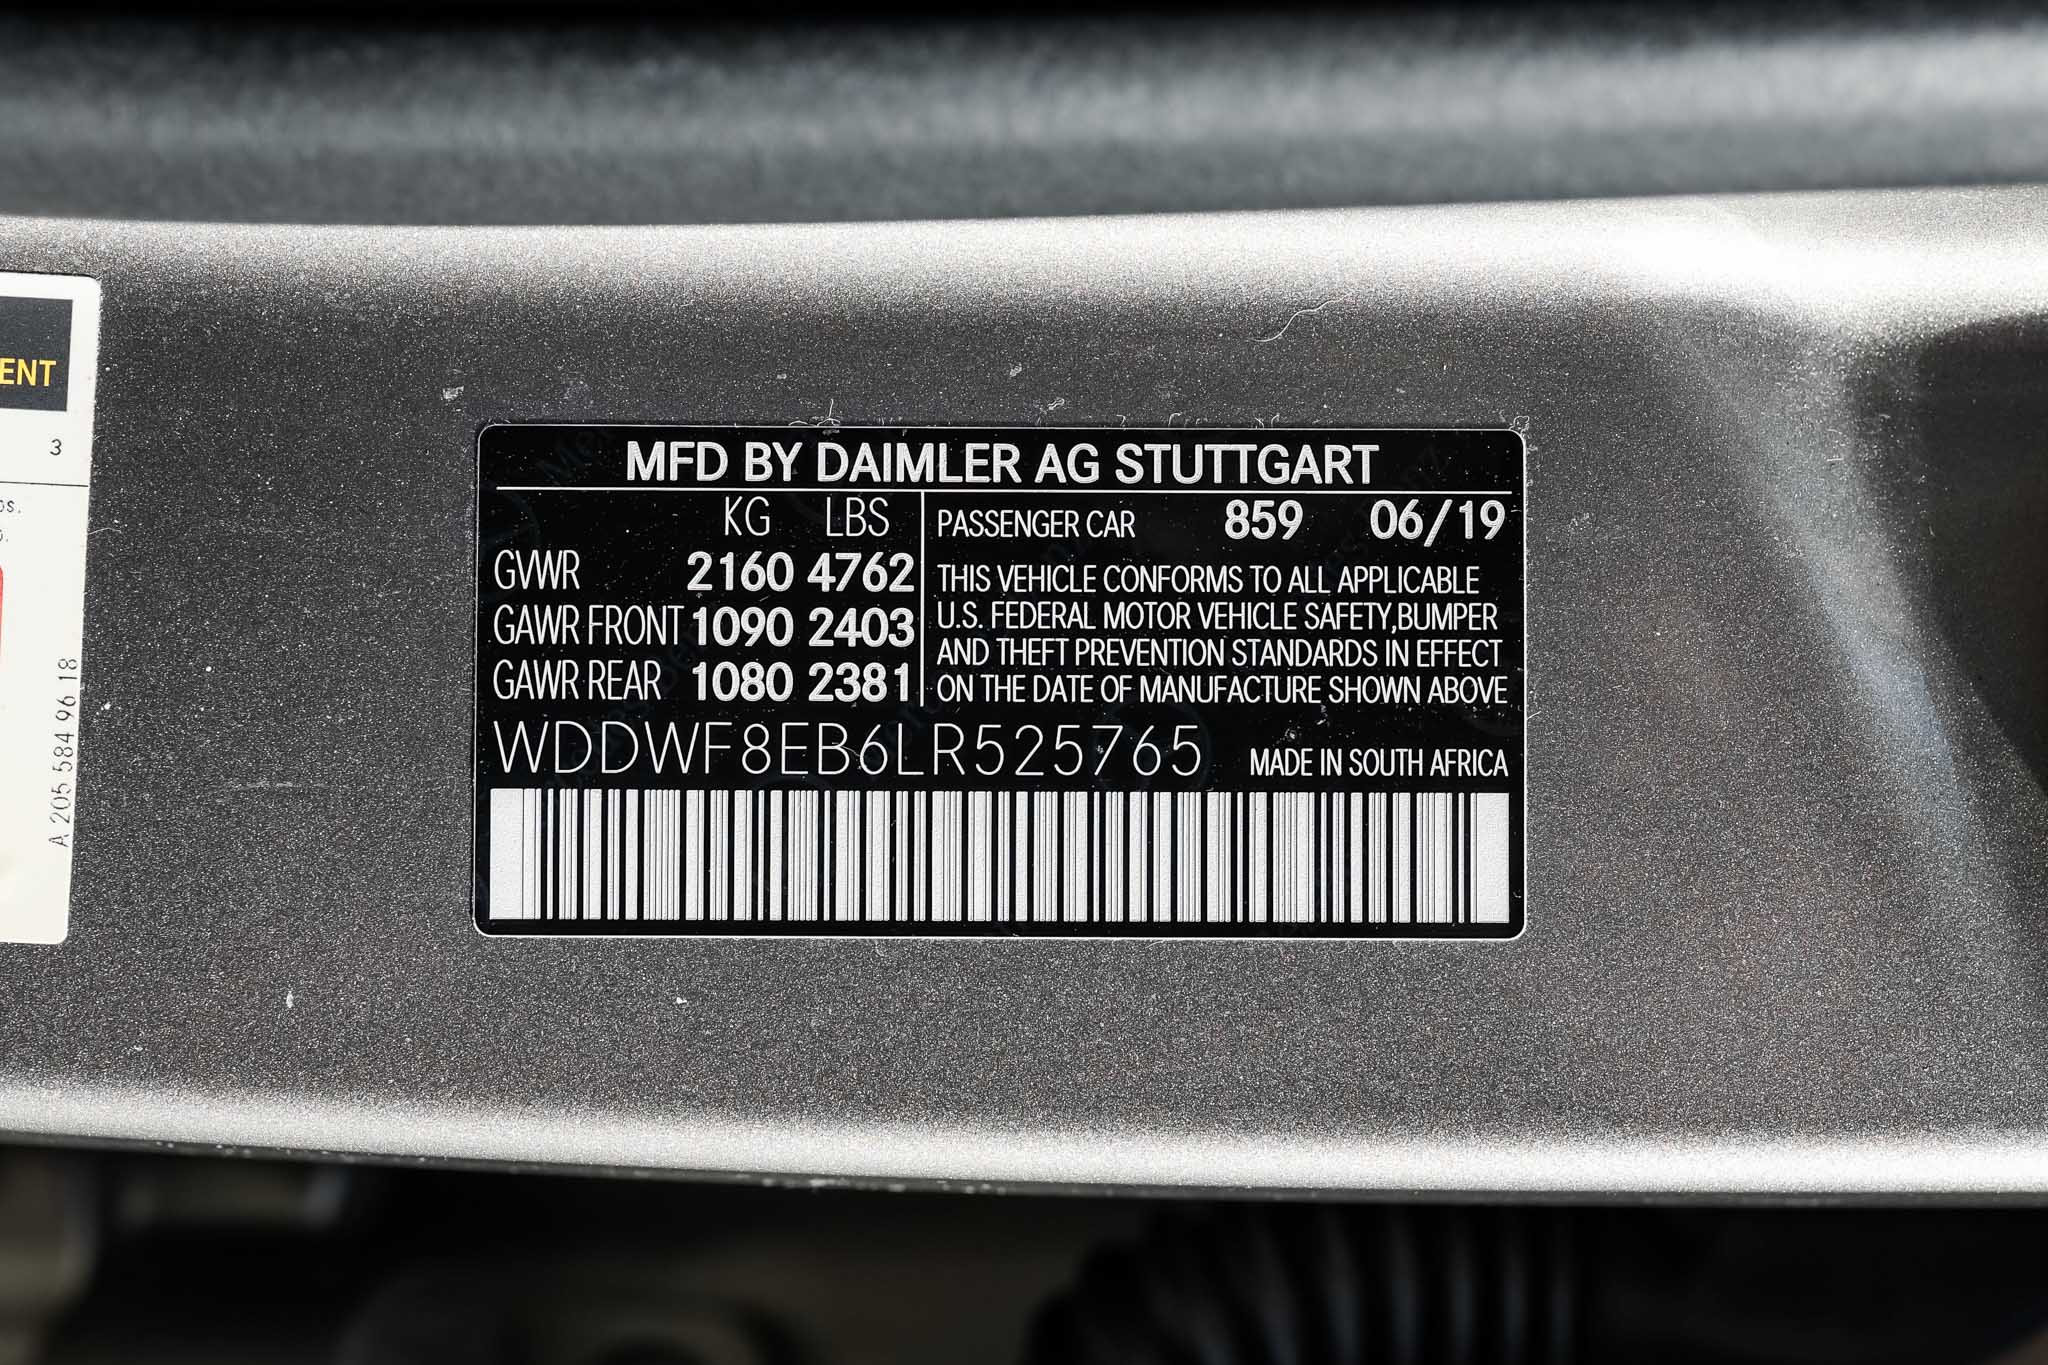 ENT
3
A 205 584 96 18
MFD BY DAIMLER AG STUTTGART
KG LBS
PASSENGER CAR 859 06/19
GVWR 2160 4762
GAWR FRONT 1090 2403
GAWR REAR 1080 2381
THIS VEHICLE CONFORMS TO ALL APPLICABLE
U.S. FEDERAL MOTOR VEHICLE SAFETY,BUMPER
AND THEFT PREVENTION STANDARDS IN EFFECT
ON THE DATE OF MANUFACTURE SHOWN ABOVE
WDDWF8EB6LR525765 MADE IN SOUTH AFRICA